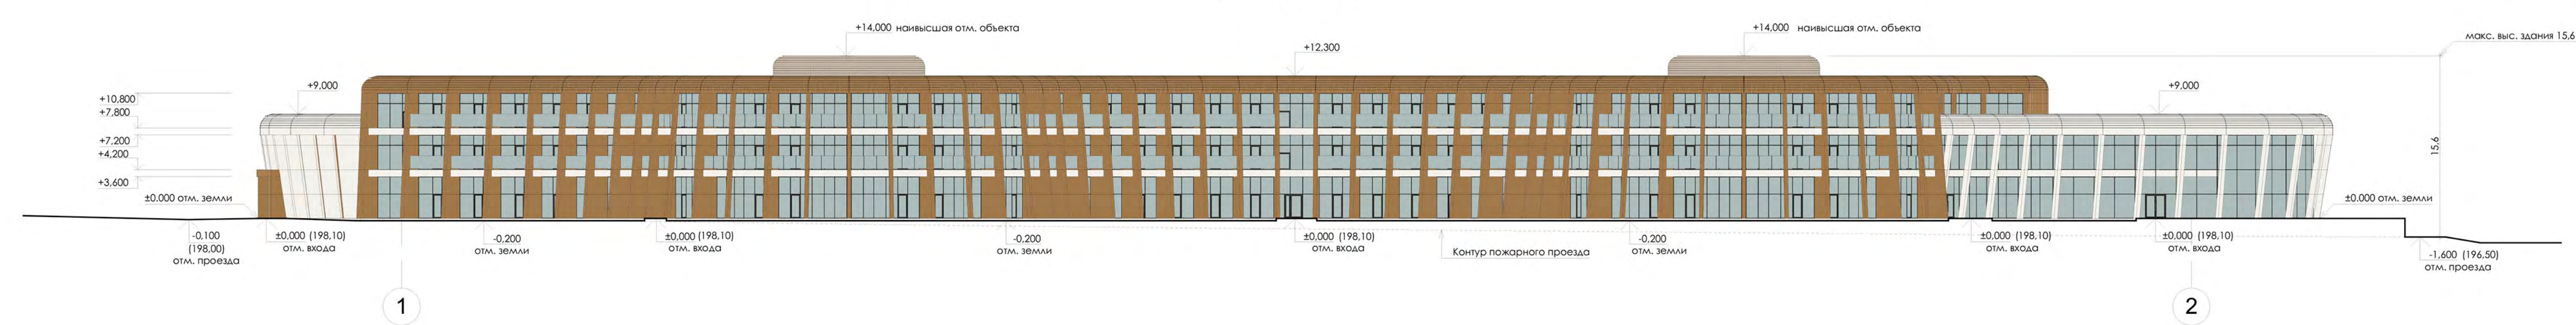 +14,000 наивысшая отм. объекта
+14,000 наивысшая отм. объекта
макс. выс. здания 15,6
+12,300
+9,000
+9,000
+10,800
+7,800
+7,200
+4,200
+3,600
15,6
±0.000 отм. земли
±0.000 отм. земли
-0,100
(198,00)
отм. проезда
±0.000 (198,10)
отм. входа
-0,200
отм. земли
±0.000 (198,10)
отм. входа
-0,200
отм. земли
±0.000 (198,10)
отм. входа
Контур пожарного проезда
-0,200
отм. земли
±0.000 (198,10)
отм. входа
±0.000 (198,10)
отм. входа
-1,600 (196,50)
отм. проезда
1
2